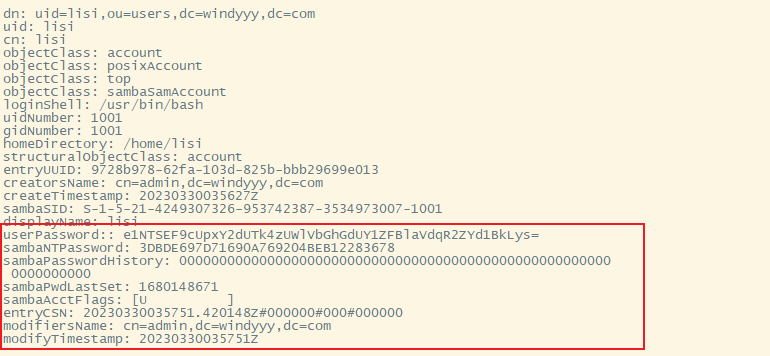 dn: uid=lisi,ou=users,dc=windyyy,dc=com
uid: lisi
cn: lisi
objectClass: account
objectClass: posixAccount
objectClass: top
objectClass: sambaSamAccount
loginShell: /usr/bin/bash
uidNumber: 1001
gidNumber: 1001
homeDirectory: /home/lisi
structuralObjectClass: account
entryUUID: 9728b978-62fa-103d-825b-bbb29699e013
creatorsName: cn=admin,dc=windyyy,dc=com
createTimestamp: 20230330035627Z
sambaSID: S-1-5-21-4249307326-953742387-3534973007-1001
displayName: lisi
userPassword:: e1NTSEF9cUpxY2dUTk4zUWlVbGhGdUY1ZFBlaVdqR2ZYd1BkLys=
sambaNTPassword: 3DBDE697D71690A769204BEB12283678
sambaPasswordHistory: 000000000000000000000000000000000000000000000000000000
 0000000000
sambaPwdLastSet: 1680148671
sambaAcctFlags: [U          ]
entryCSN: 20230330035751.420148Z#000000#000#000000
modifiersName: cn=admin,dc=windyyy,dc=com
modifyTimestamp: 20230330035751Z